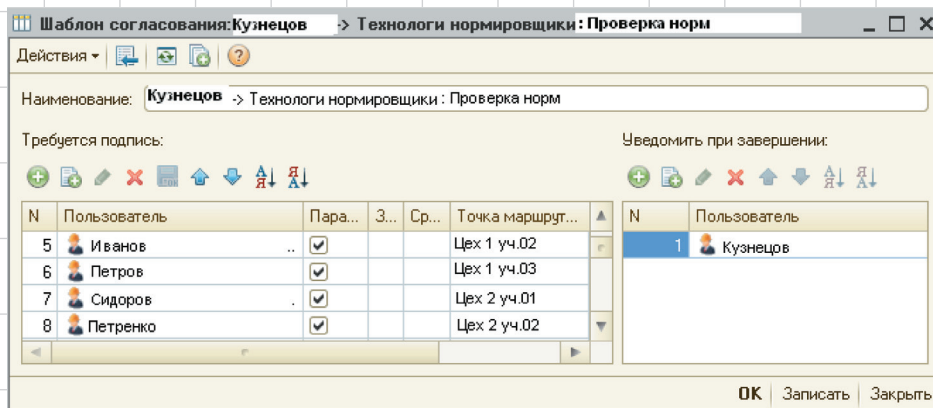 Шаблон согласования:Кузнецов -> Технологи нормировщики: Проверка норм
Действия
Наименование: Кузнецов -> Технологи нормировщики : Проверка норм
Требуется подпись: Уведомить при завершении:
N Пользователь Пара... З... Ср... Точка маршрут... N Пользователь
5 Иванов .. Цех 1 уч.02 1 Кузнецов
6 Петров Цех 1 уч.03
7 Сидоров . Цех 2 уч.01
8 Петренко Цех 2 уч.02
OK Записать Закрыть